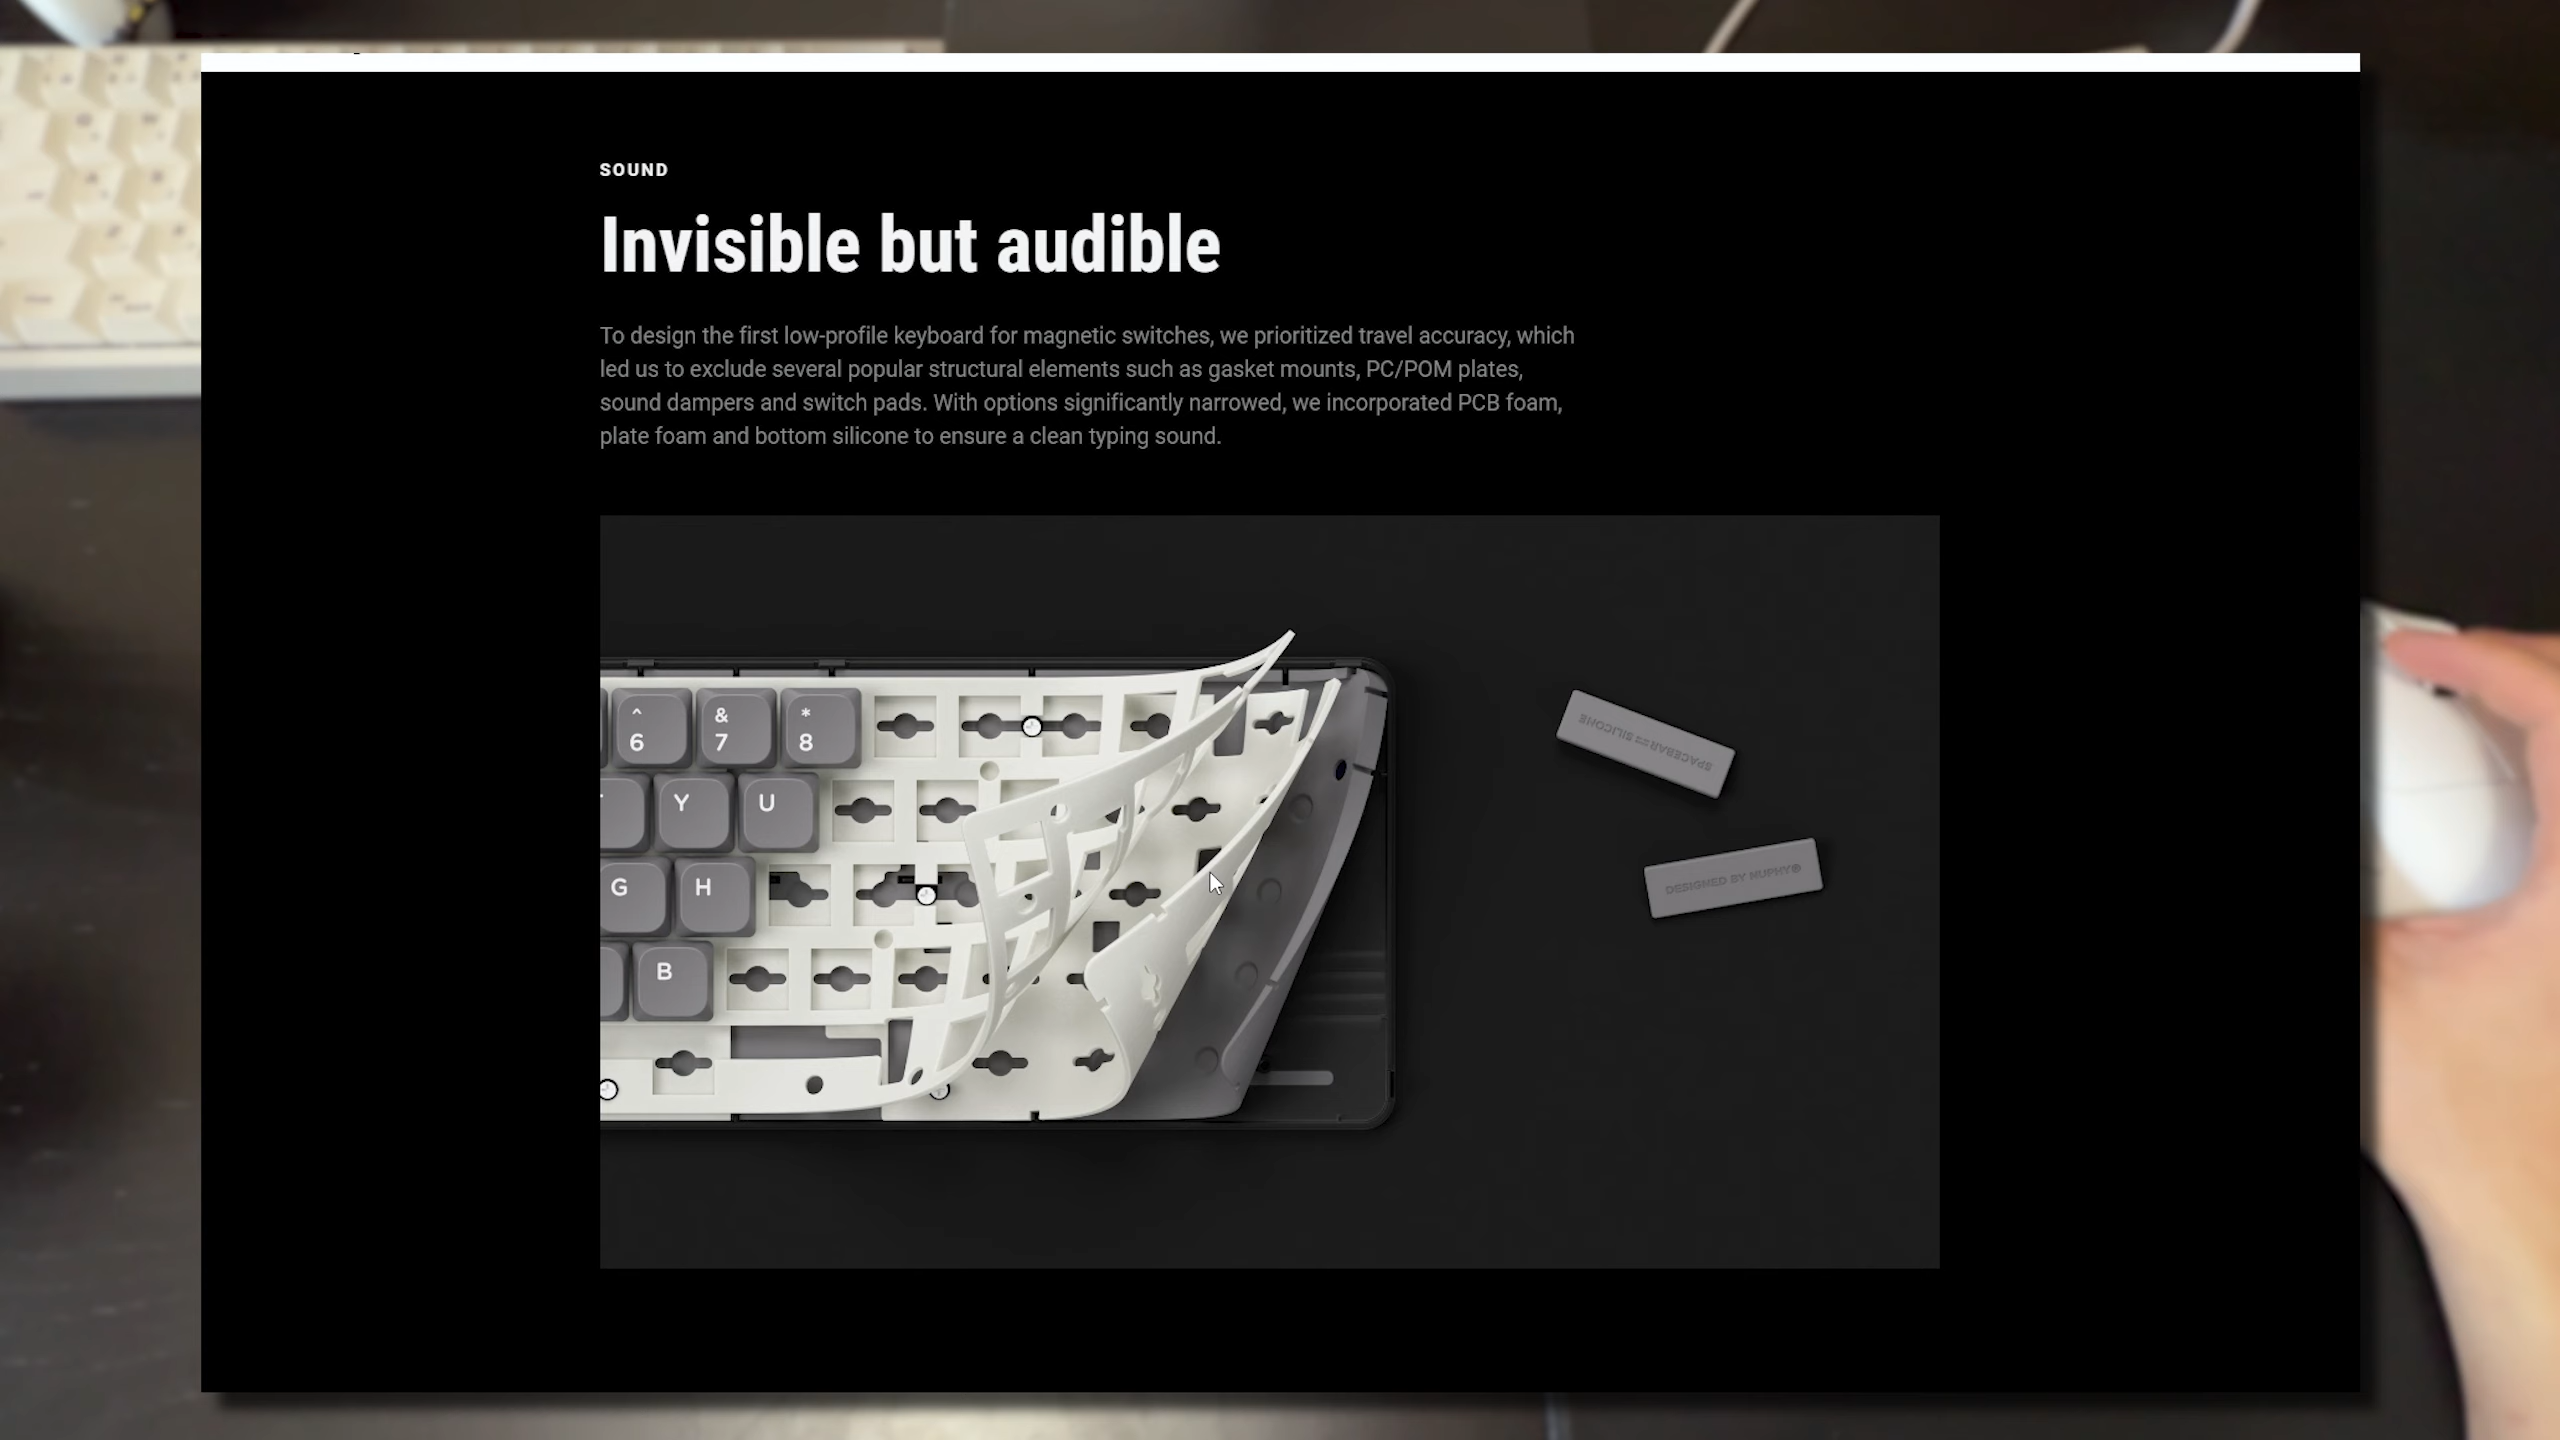 SOUND
Invisible but audible
To design the first low-profile keyboard for magnetic switches, we prioritized travel accuracy, which
led us to exclude several popular structural elements such as gasket mounts, PC/POM plates,
sound dampers and switch pads. With options significantly narrowed, we incorporated PCB foam,
plate foam and bottom silicone to ensure a clean typing sound.
^ & *
6 7 8
Y U
G H
B
SPACEBAR SILICONE
DESIGNED BY NUPHY®